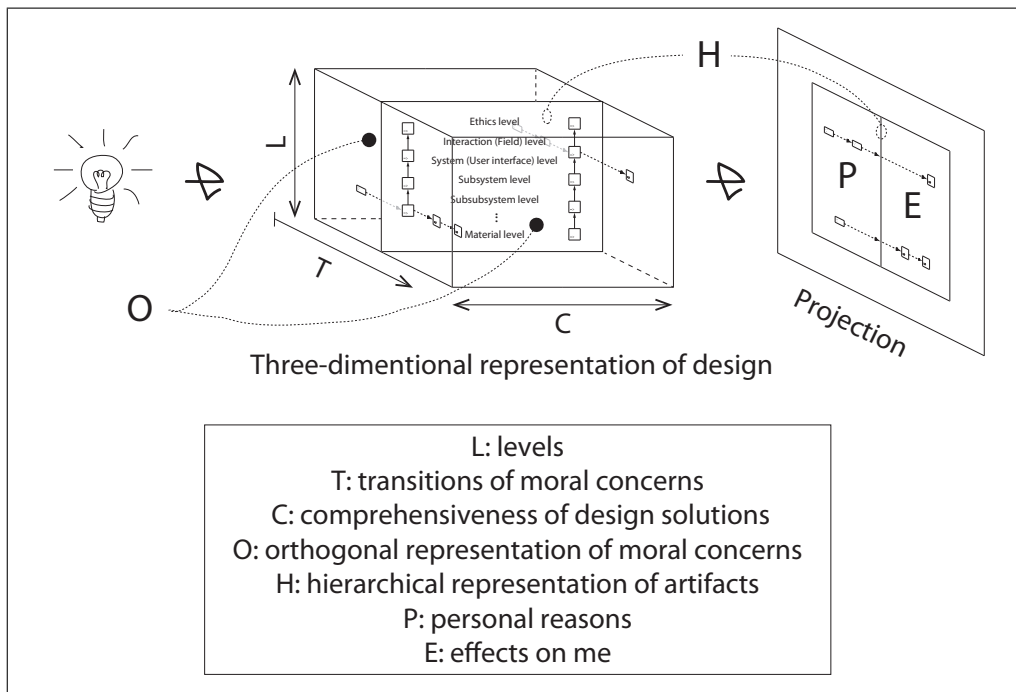 H
L
Ethics level
Interaction (Field) level
System (User interface) level
Subsystem level
Subsubsystem level
⋮
Material level
P
E
T
O
C
Projection
Three-dimentional representation of design
L: levels
T: transitions of moral concerns
C: comprehensiveness of design solutions
O: orthogonal representation of moral concerns
H: hierarchical representation of artifacts
P: personal reasons
E: effects on me